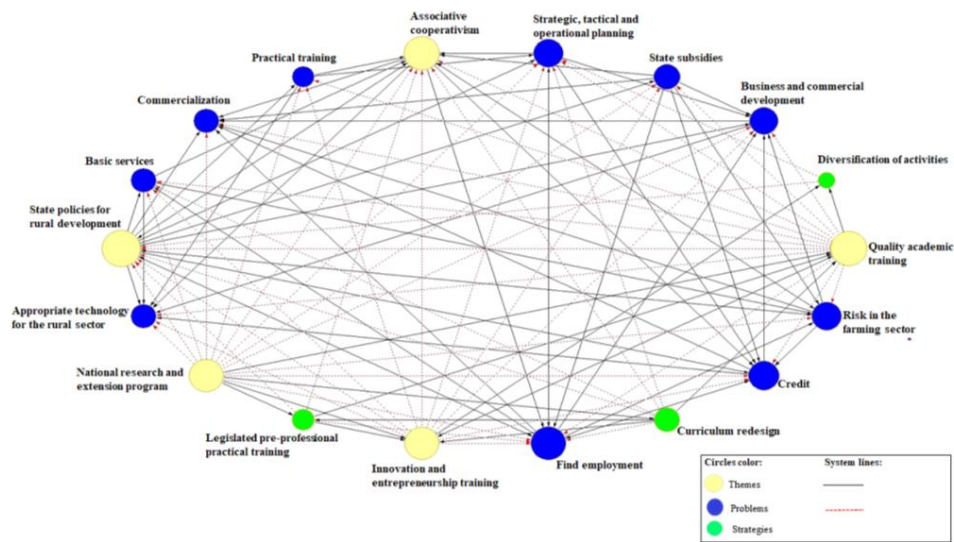 Associative
cooperativism
Strategic, tactical and
operational planning
Practical training
State subsidies
Commercialization
Business and commercial
development
Basic services
Diversification of activities
State policies for
rural development
Quality academic
training
Appropriate technology
for the rural sector
Risk in the
farming sector
National research and
extension program
Credit
Legislated pre-professional
practical training
Curriculum redesign
Innovation and
entrepreneurship training
Find employment
Circles color:
System lines:
Themes
Problems
Strategies